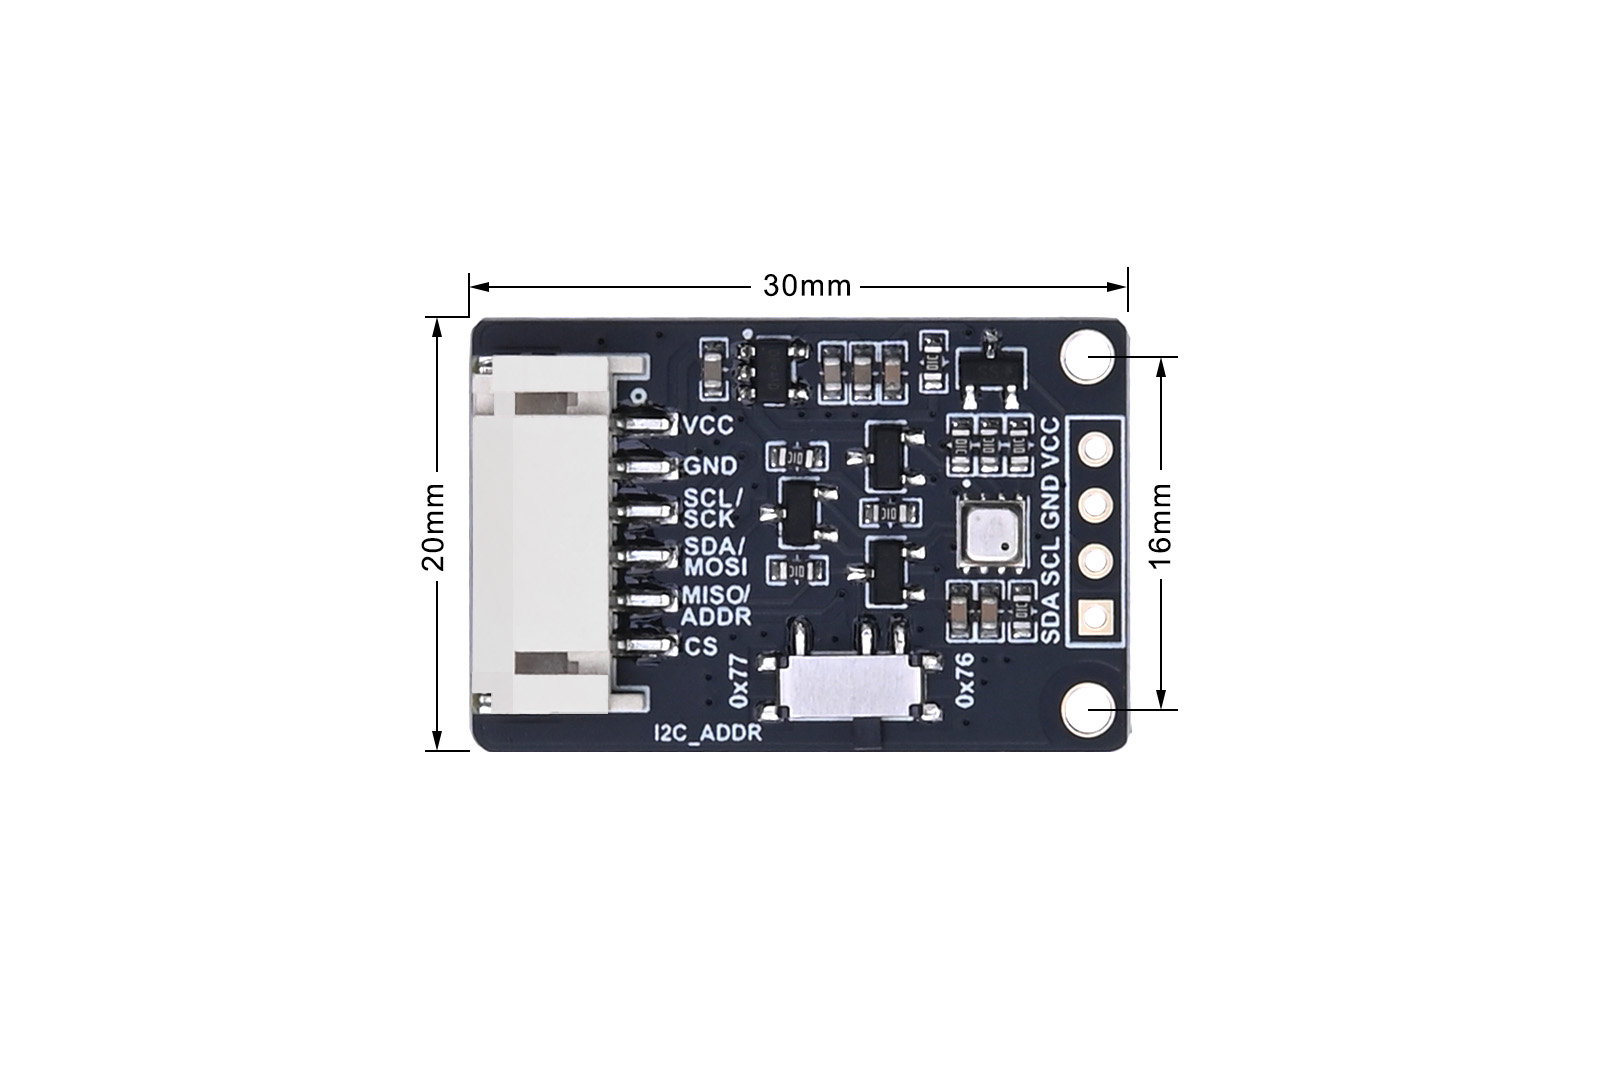 30mm
20mm
16mm
VCC
GND
SCL/
SCK
SDA/
MOSI
MISO/
ADDR
CS
SDA SCL GND VCC
0x77
0x76
I2C_ADDR